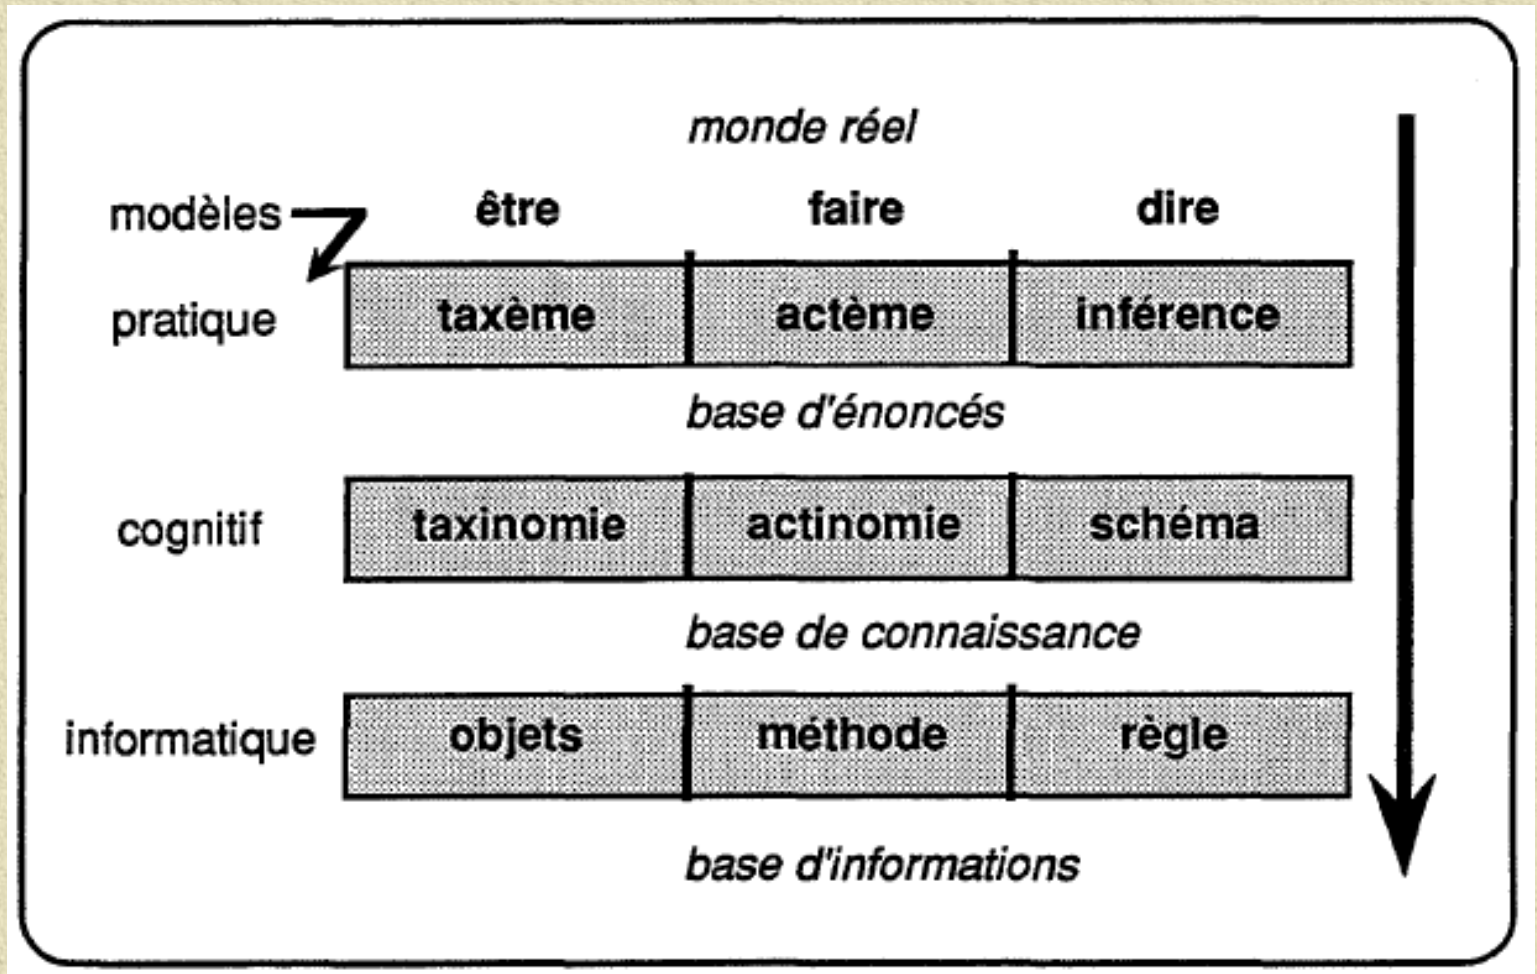 monde réel
modèles être faire dire
pratique taxème actème inférence
base d'énoncés
cognitif taxinomie actinomie schéma
base de connaissance
informatique objets méthode règle
base d'informations